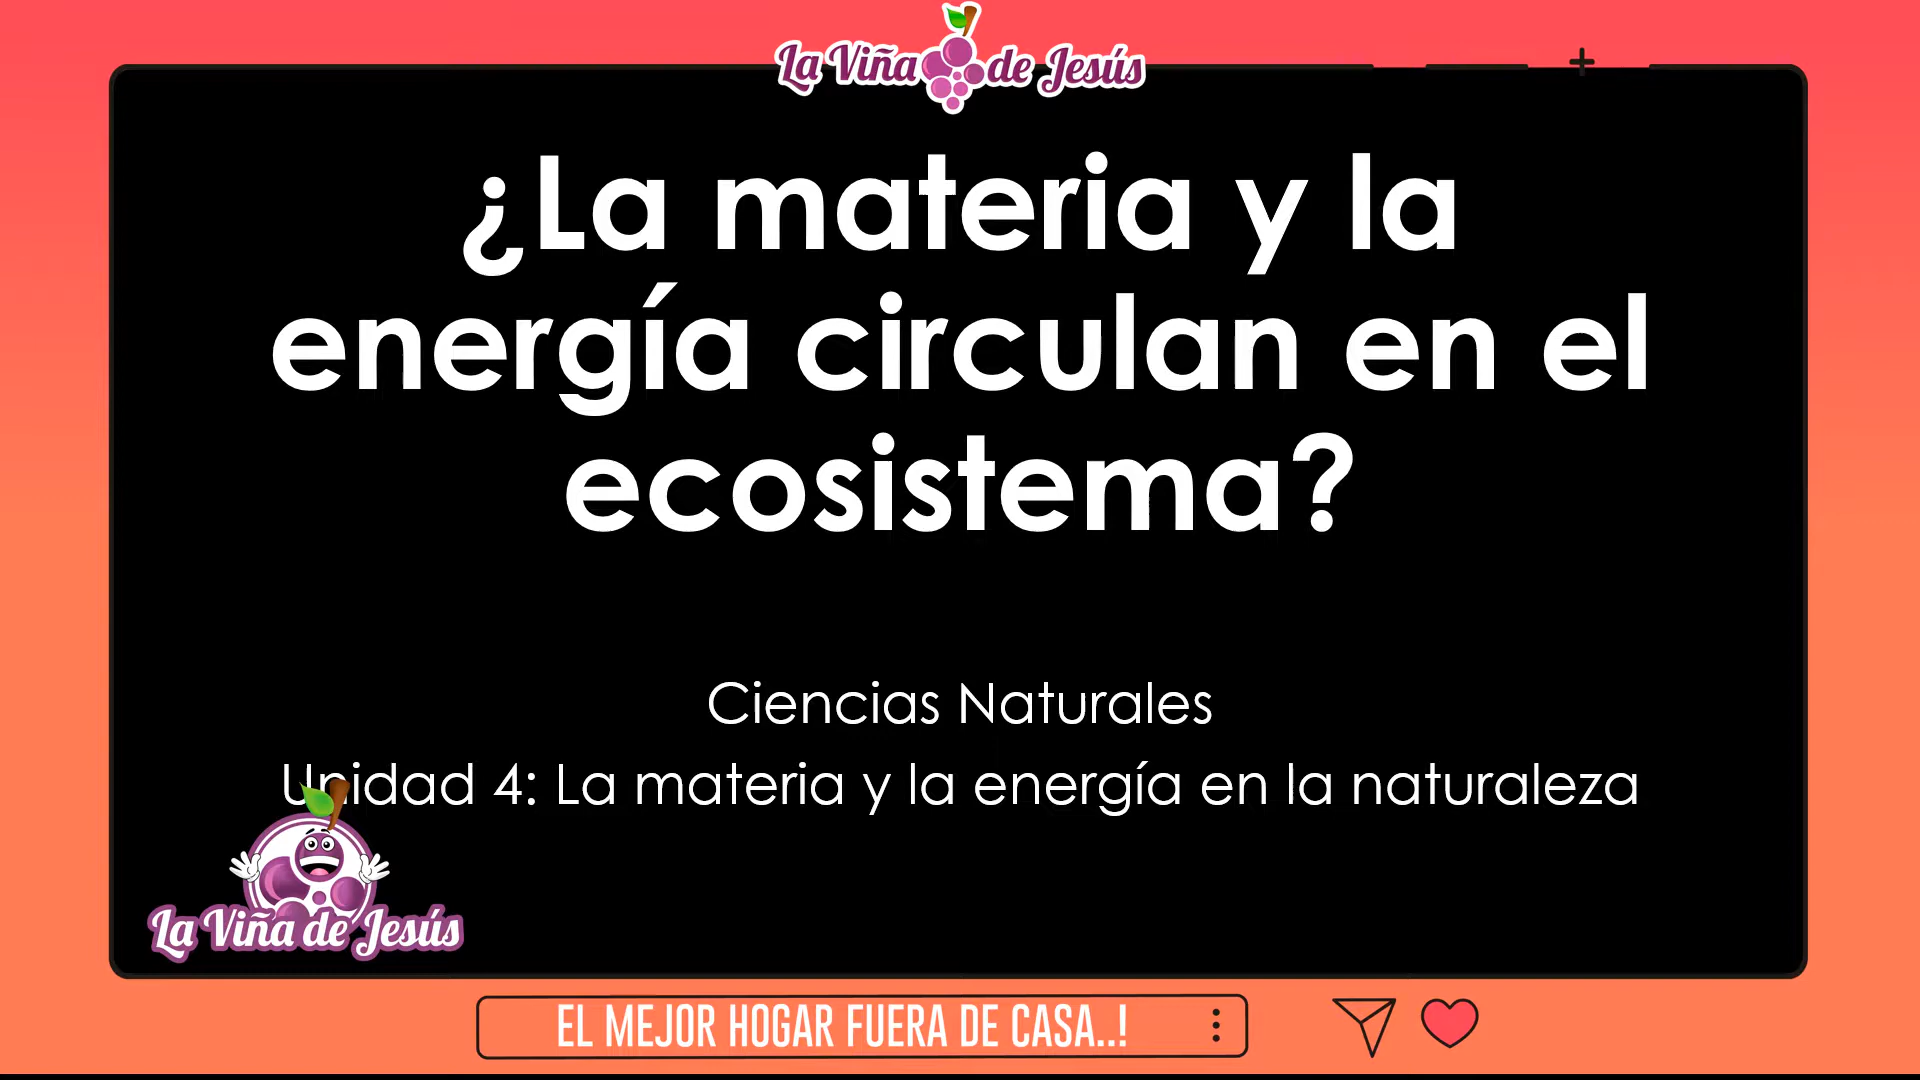 La Viña de Jesús
¿La materia y la
energía circulan en el
ecosistema?
Ciencias Naturales
Unidad 4: La materia y la energía en la naturaleza
La Viña de Jesús
EL MEJOR HOGAR FUERA DE CASA..!